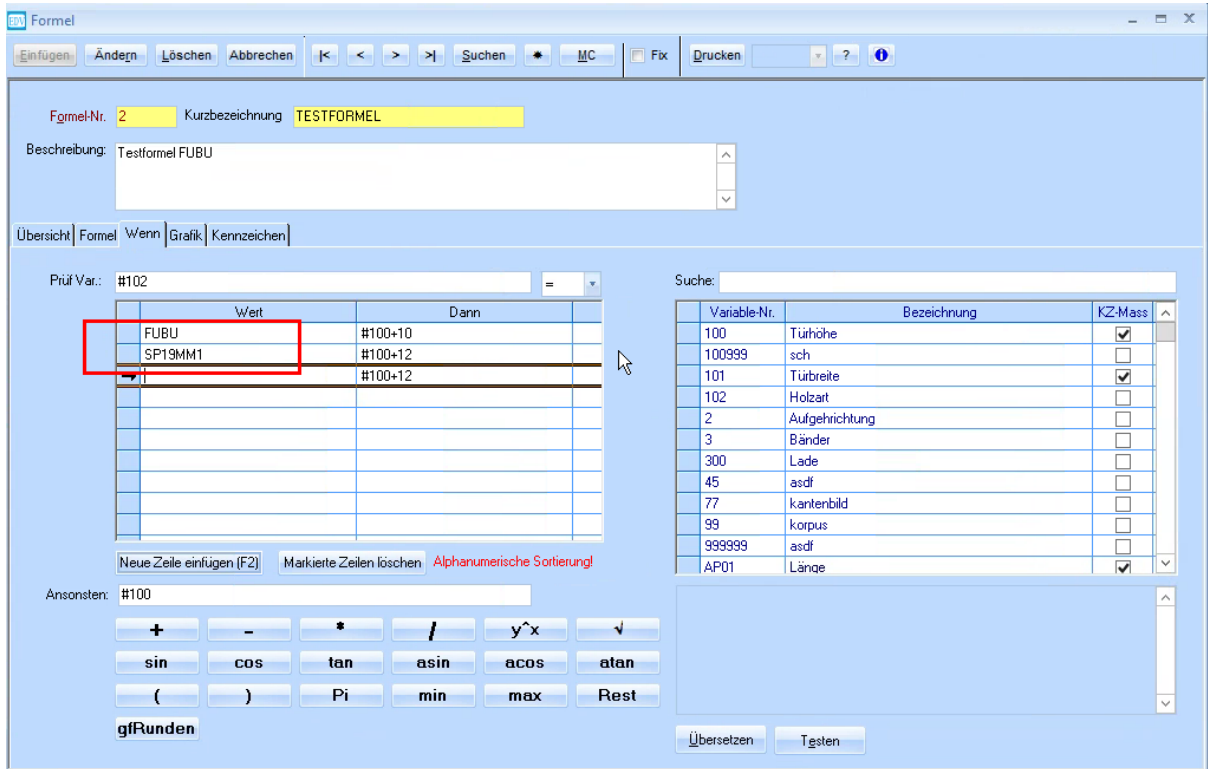 EDV Formel
Einfügen Ändern Löschen Abbrechen |< < > >| Suchen * MC Fix Drucken ? i
Formel-Nr. 2 Kurzbezeichnung TESTFORMEL
Beschreibung: Testformel FUBU
Übersicht Formel Wenn Grafik Kennzeichen
Prüf Var.: #102 = Suche:
Wert Dann Variable-Nr. Bezeichnung KZ-Mass
FUBU #100+10 100 Türhöhe
SP19MM1 #100+12 100999 sch
#100+12 101 Türbreite
102 Holzart
2 Aufgehrichtung
3 Bänder
300 Lade
45 asdf
77 kantenbild
99 korpus
999999 asdf
Neue Zeile einfügen (F2) Markierte Zeilen löschen Alphanumerische Sortierung! AP01 Länge
Ansonsten: #100
+ - * / y^x √
sin cos tan asin acos atan
( ) Pi min max Rest
gfRunden
Übersetzen Testen